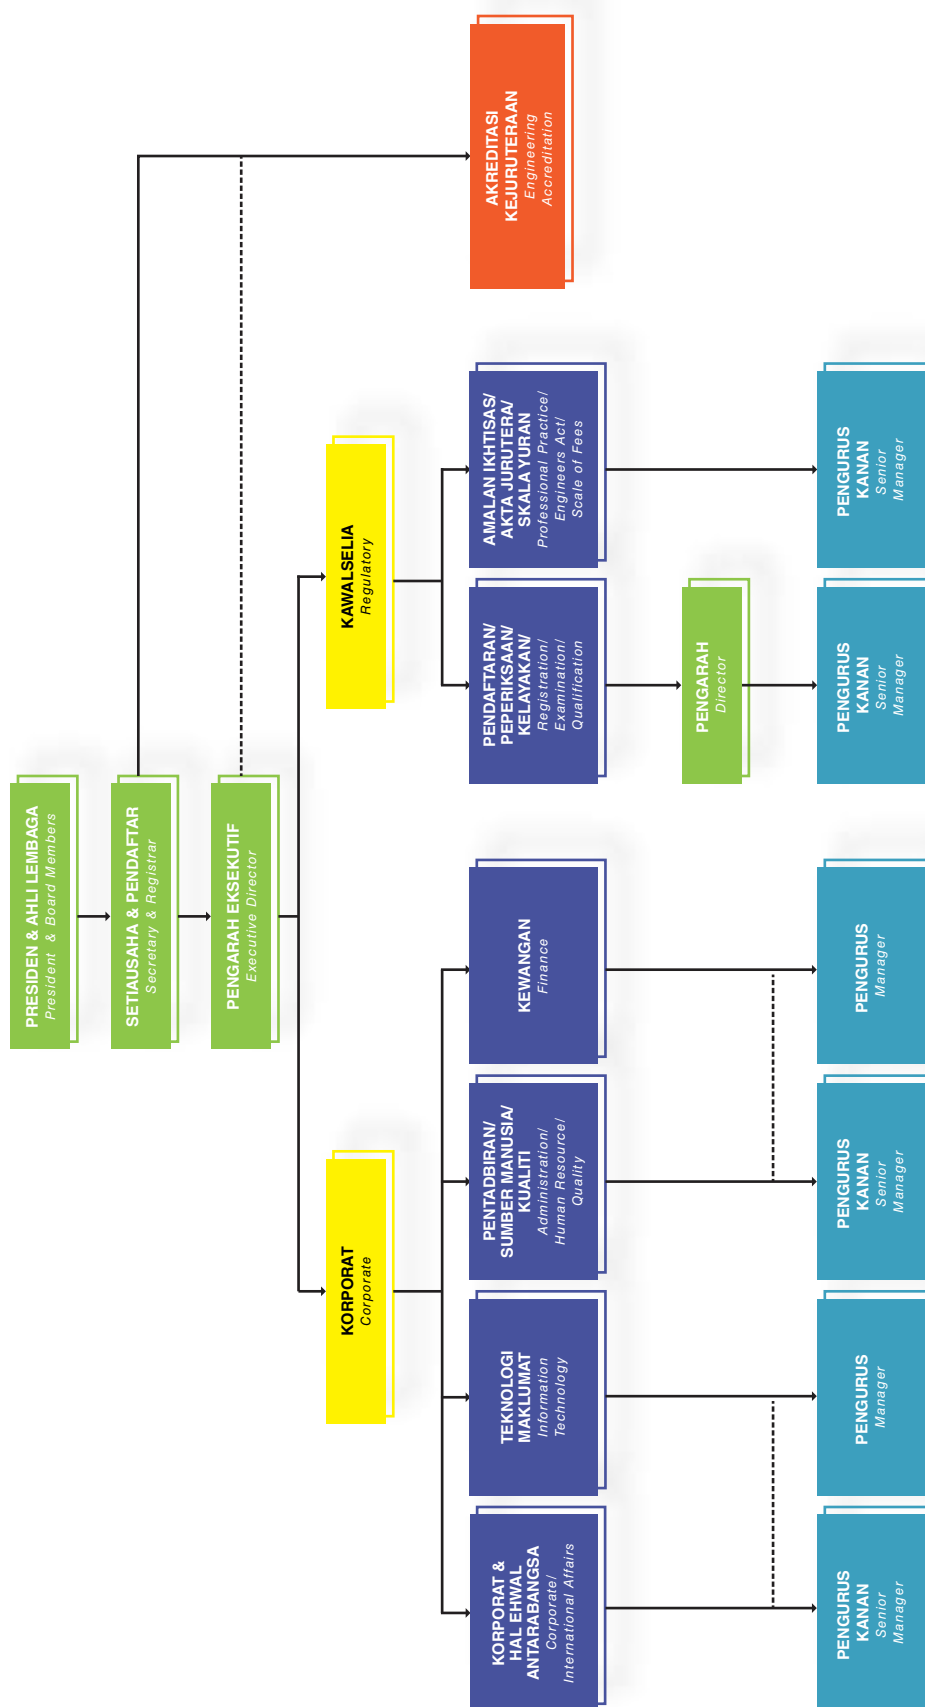 PRESIDEN & AHLI LEMBAGA
President & Board Members
SETIAUSAHA & PENDAFTAR
Secretary & Registrar
PENGARAH EKSEKUTIF
Executive Director
KORPORAT
Corporate
KAWALSELIA
Regulatory
KORPORAT &
HAL EHWAL
ANTARABANGSA
Corporate/
International Affairs
TEKNOLOGI
MAKLUMAT
Information
Technology
PENTADBIRAN/
SUMBER MANUSIA/
KUALITI
Administration/
Human Resource/
Quality
KEWANGAN
Finance
PENDAFTARAN/
PEPERIKSAAN/
KELAYAKAN/
Registration/
Examination/
Qualification
AMALAN IKHTISAS/
AKTA JURUTERA/
SKALA YURAN
Professional Practice/
Engineers Act/
Scale of Fees
AKREDITASI
KEJURUTERAAN
Engineering
Accreditation
PENGARAH
Director
PENGURUS
KANAN
Senior
Manager
PENGURUS
Manager
PENGURUS
KANAN
Senior
Manager
PENGURUS
Manager
PENGURUS
KANAN
Senior
Manager
PENGURUS
KANAN
Senior
Manager